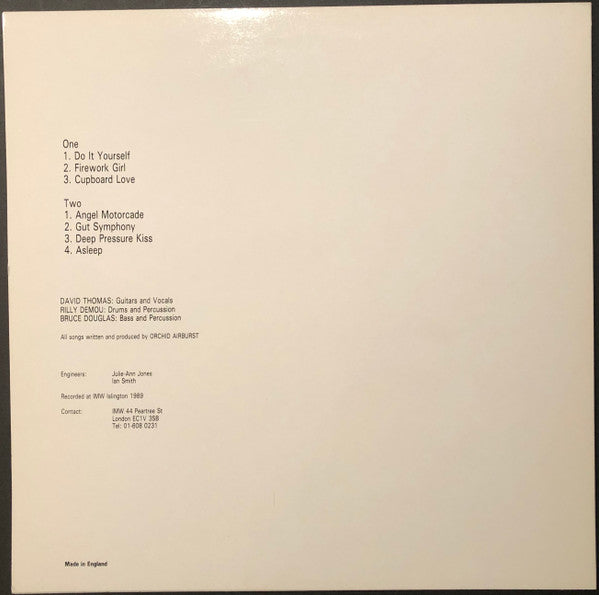 One
1. Do It Yourself
2. Firework Girl
3. Cupboard Love
Two
1. Angel Motorcade
2. Gut Symphony
3. Deep Pressure Kiss
4. Asleep
DAVID THOMAS: Guitars and Vocals
RILLY DEMOU: Drums and Percussion
BRUCE DOUGLAS: Bass and Percussion
All songs written and produced by ORCHID AIRBURST
Engineers: Jolie-Ann Jones
Ian Smith
Recorded at IMW Islington 1989
Contact: IMW 44 Peartree St
London EC1V 3SB
Tel: 01-608 0231
Made in England